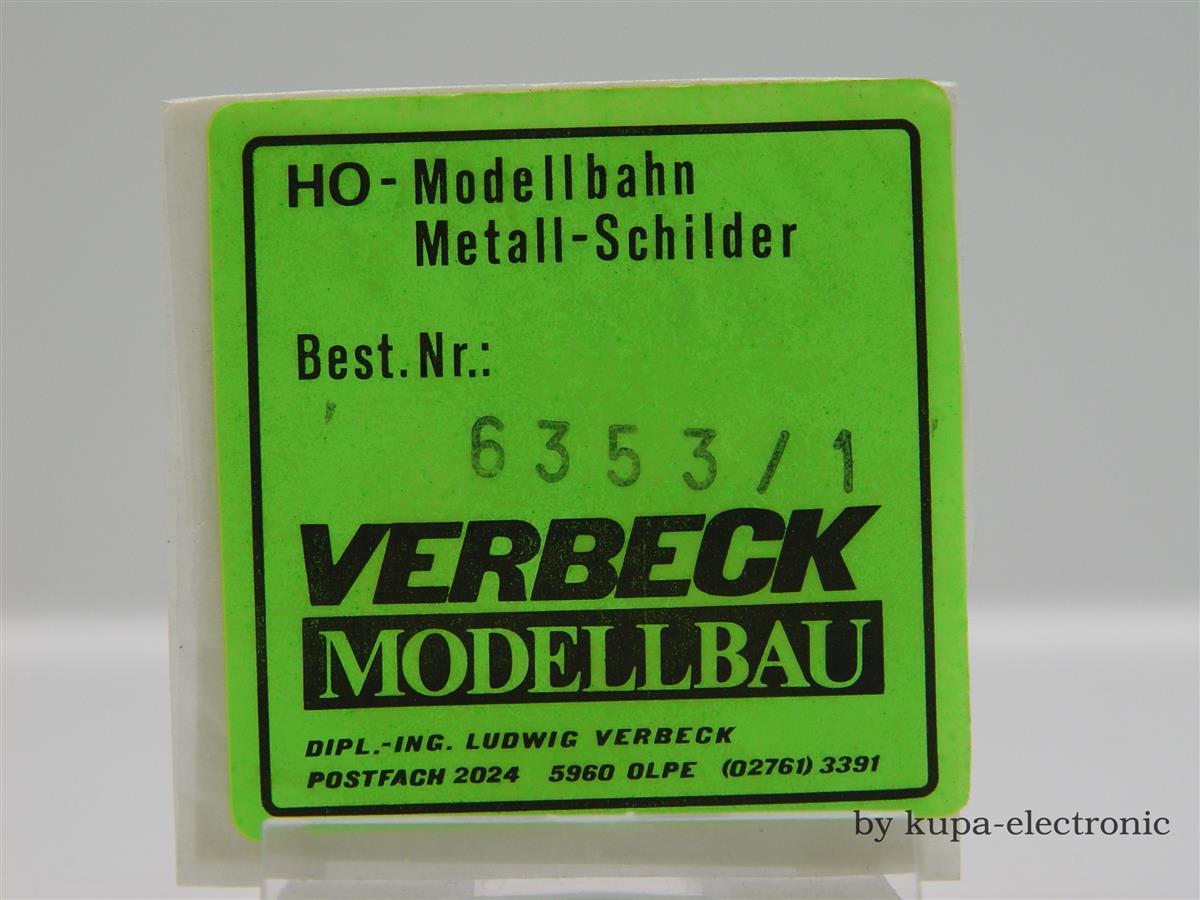 HO - Modellbahn
Metall-Schilder
Best. Nr.:
6353/1
VERBECK
MODELLBAU
DIPL.-ING. LUDWIG VERBECK
POSTFACH 2024 5960 OLPE (02761) 3391
by kupa-electronic